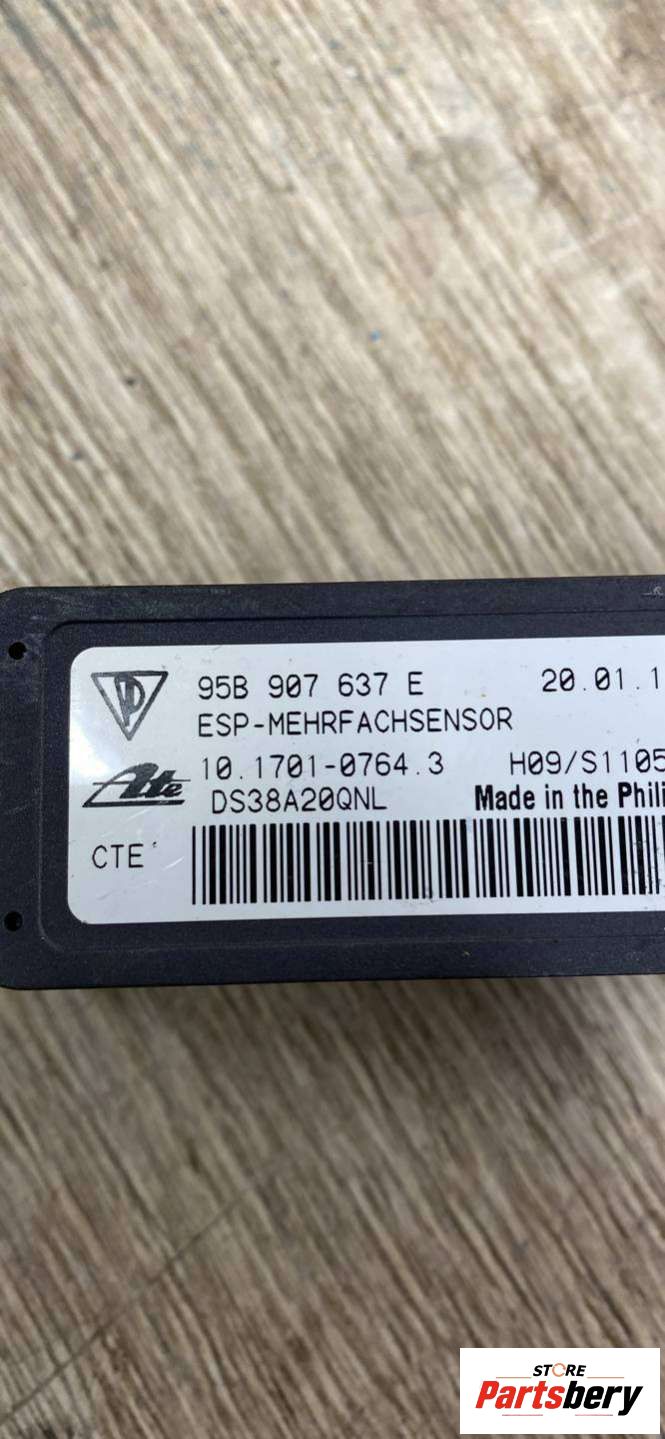 95B 907 637 E 20.01.1
ESP-MEHRFACHSENSOR
Ate 10.1701-0764.3 H09/S1105
DS38A20QNL Made in the Phili
CTE
STORE
Partsbery